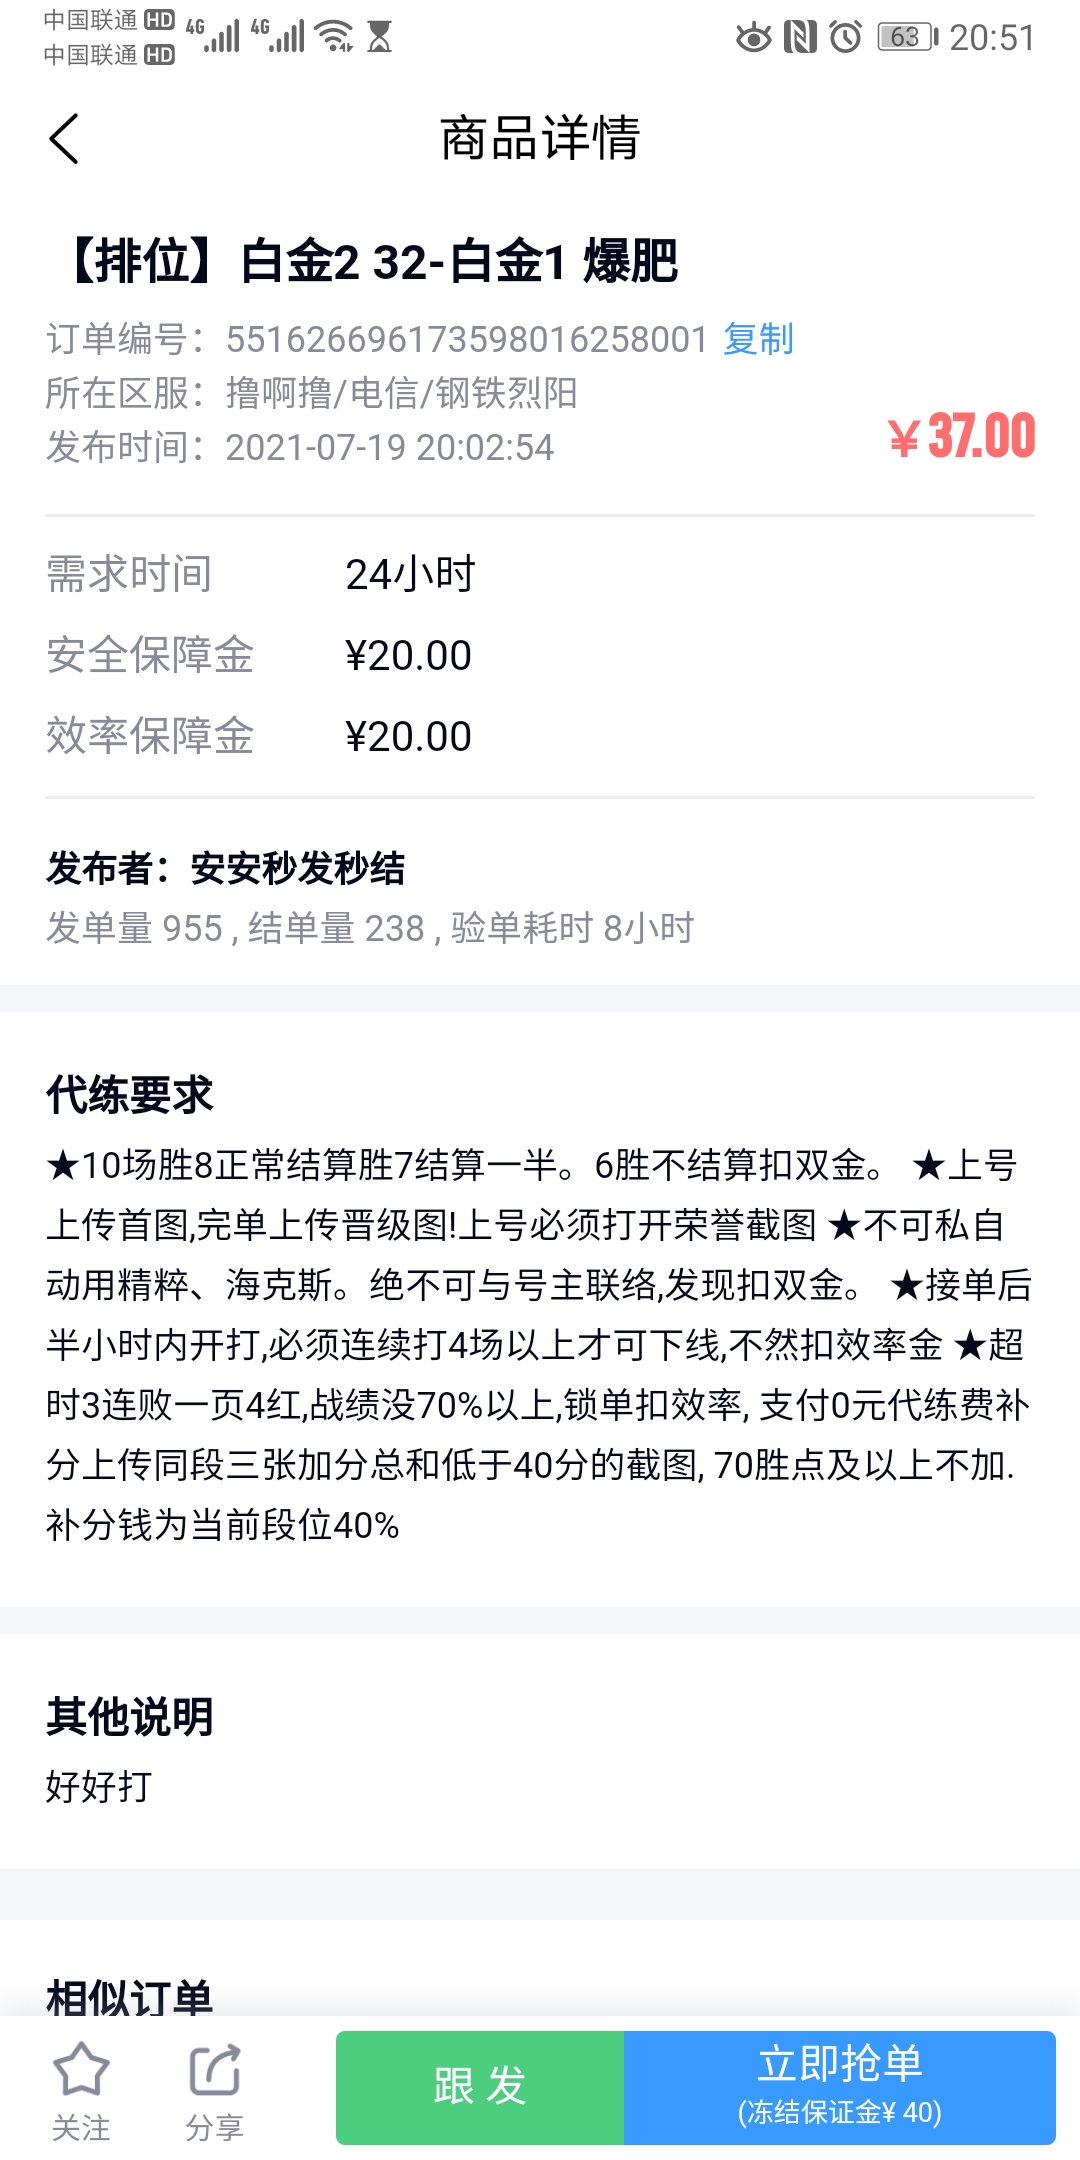 中国联通 HD 4G 4G 63 20:51
中国联通 HD
商品详情
【排位】白金2 32-白金1 爆肥
订单编号：551626696173598016258001 复制
所在区服：撸啊撸/电信/钢铁烈阳
发布时间：2021-07-19 20:02:54
￥37.00
需求时间 24小时
安全保障金 ¥20.00
效率保障金 ¥20.00
发布者：安安秒发秒结
发单量 955 , 结单量 238 , 验单耗时 8小时
代练要求
★10场胜8正常结算胜7结算一半。6胜不结算扣双金。 ★上号
上传首图,完单上传晋级图!上号必须打开荣誉截图 ★不可私自
动用精粹、海克斯。绝不可与号主联络,发现扣双金。 ★接单后
半小时内开打,必须连续打4场以上才可下线,不然扣效率金 ★超
时3连败一页4红,战绩没70%以上,锁单扣效率, 支付0元代练费补
分上传同段三张加分总和低于40分的截图, 70胜点及以上不加.
补分钱为当前段位40%
其他说明
好好打
相似订单
关注
分享
跟 发
立即抢单
(冻结保证金¥ 40)